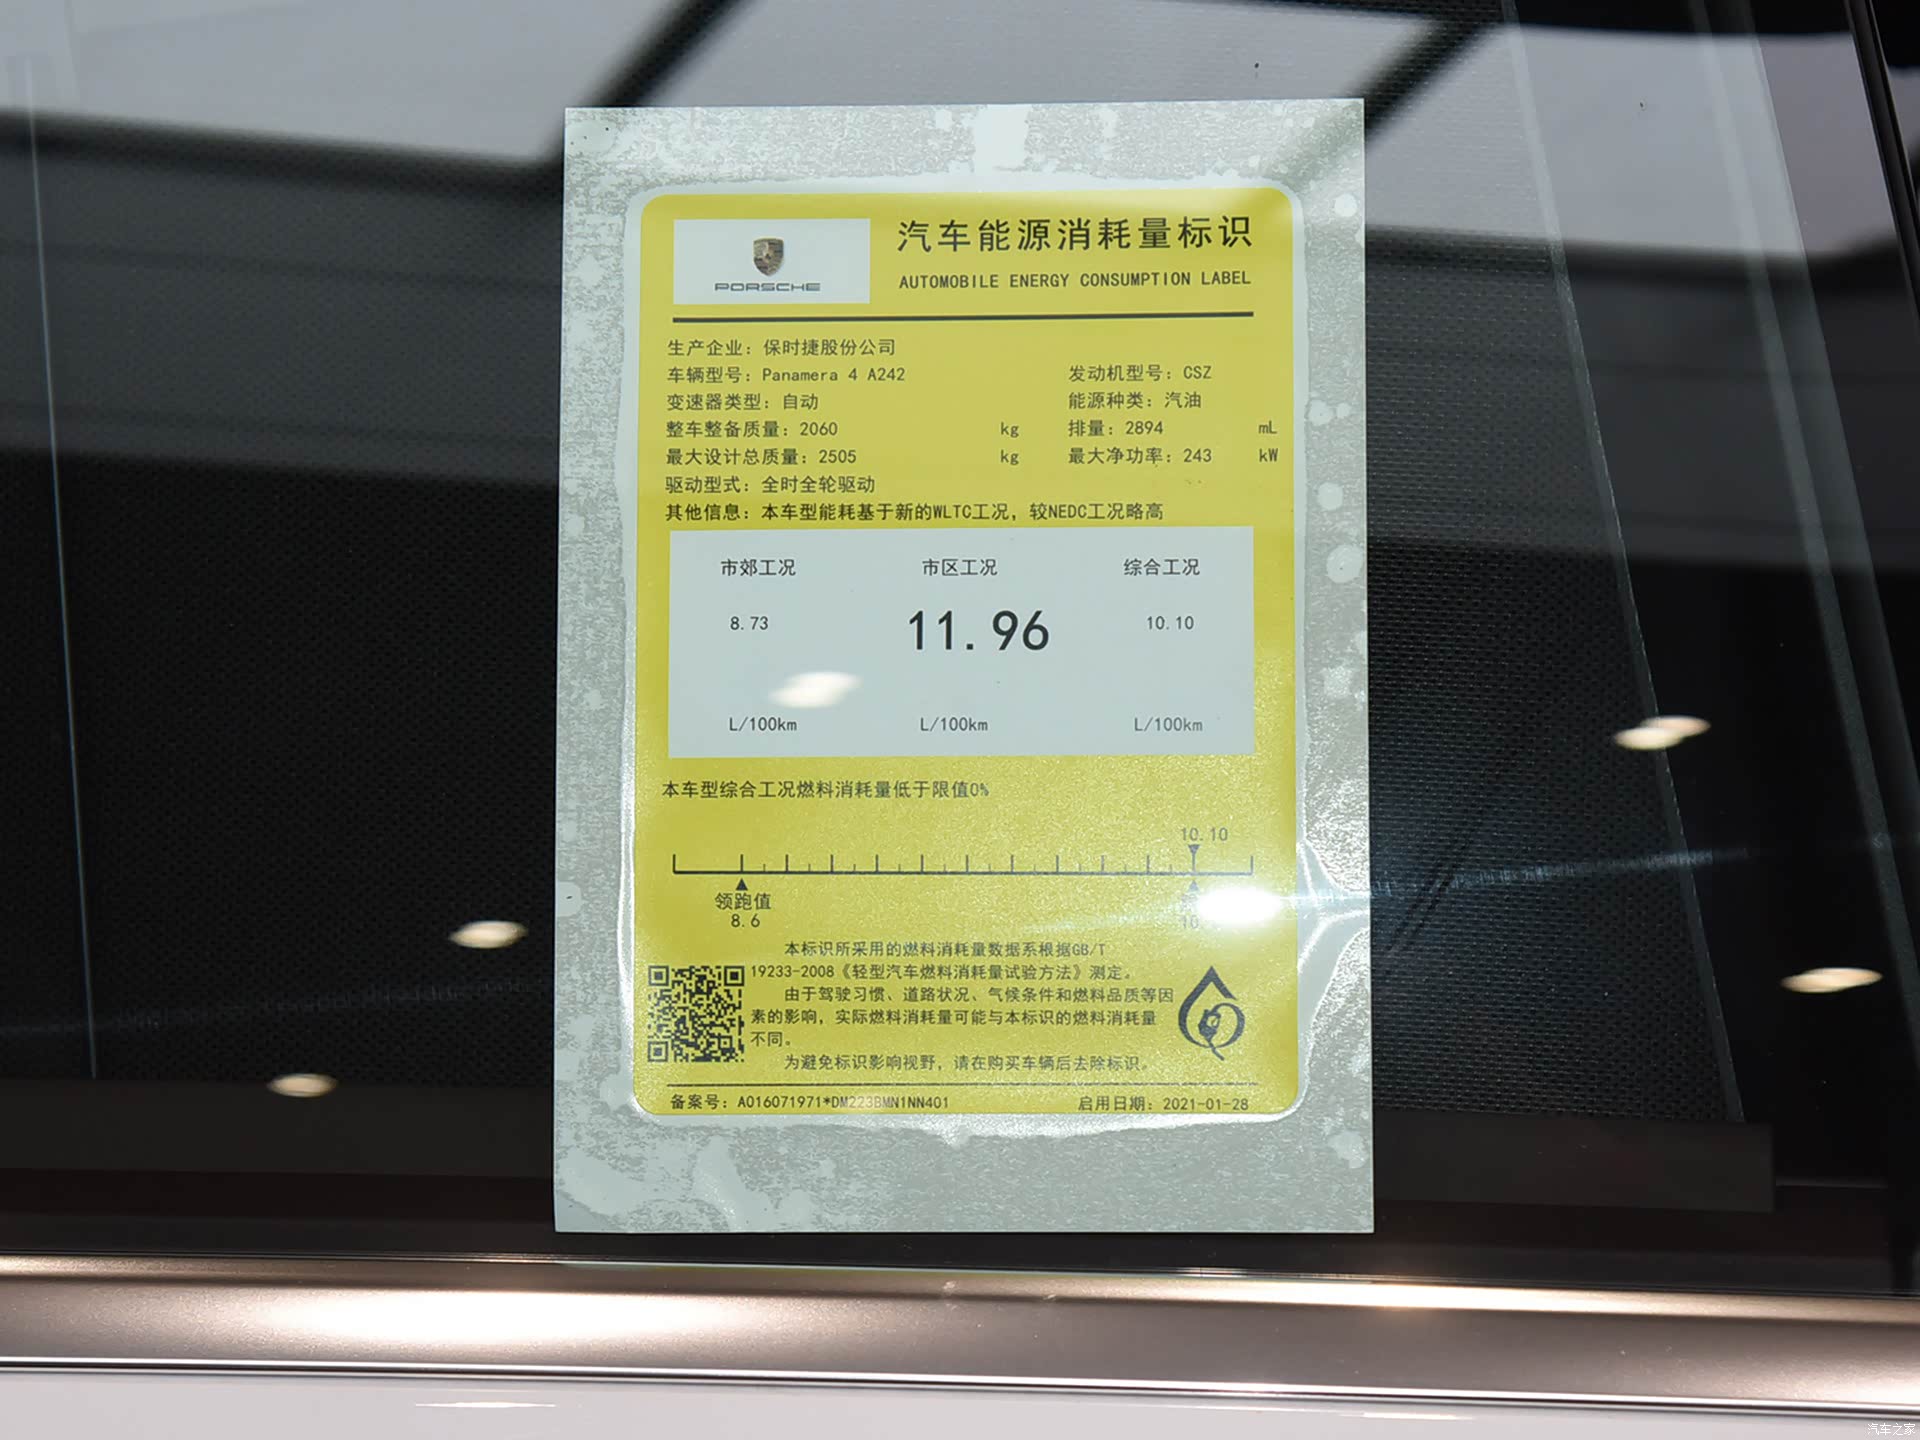 PORSCHE
汽车能源消耗量标识
AUTOMOBILE ENERGY CONSUMPTION LABEL
生产企业：保时捷股份公司
车辆型号：Panamera 4 A242 发动机型号：CSZ
变速器类型：自动 能源种类：汽油
整车整备质量：2060 kg 排量：2894 mL
最大设计总质量：2505 kg 最大净功率：243 kW
驱动型式：全时全轮驱动
其他信息：本车型能耗基于新的WLTC工况，较NEDC工况略高
市郊工况 市区工况 综合工况
8.73 11.96 10.10
L/100km L/100km L/100km
本车型综合工况燃料消耗量低于限值0%
10.10
领跑值
8.6
本标识所采用的燃料消耗量数据系根据GB/T
19233-2008《轻型汽车燃料消耗量试验方法》测定。
由于驾驶习惯、道路状况、气候条件和燃料品质等因
素的影响，实际燃料消耗量可能与本标识的燃料消耗量
不同。
为避免标识影响视野，请在购买车辆后去除标识。
备案号：A016071971*DM223BMN1NN401 启用日期：2021-01-28
汽车之家